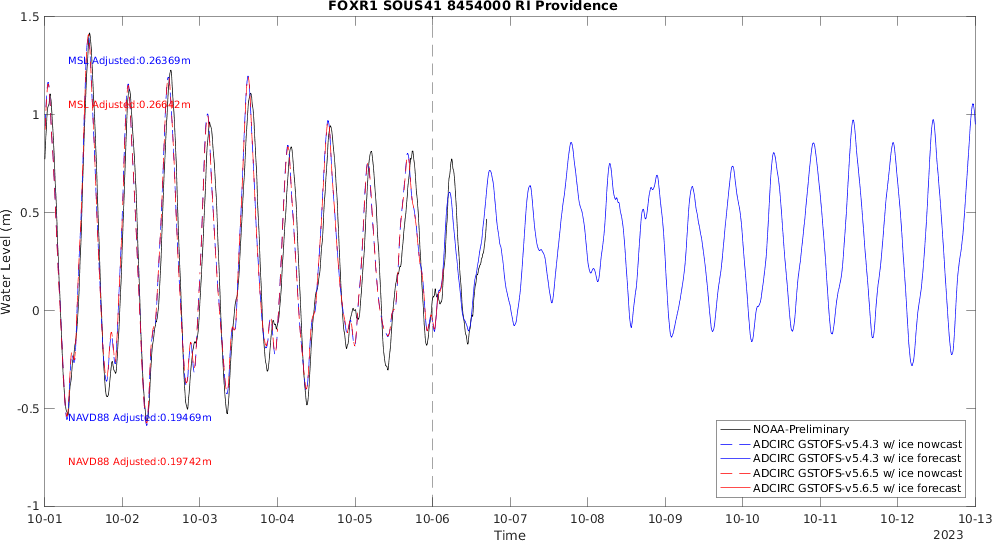 FOXR1 SOUS41 8454000 RI Providence
1.5
1
0.5
0
-0.5
-1
Water Level (m)
MSL Adjusted:0.26369m
MSL Adjusted:0.26642m
NAVD88 Adjusted:0.19469m
NAVD88 Adjusted:0.19742m
NOAA-Preliminary
ADCIRC GSTOFS-v5.4.3 w/ ice nowcast
ADCIRC GSTOFS-v5.4.3 w/ ice forecast
ADCIRC GSTOFS-v5.6.5 w/ ice nowcast
ADCIRC GSTOFS-v5.6.5 w/ ice forecast
10-01 10-02 10-03 10-04 10-05 10-06 10-07 10-08 10-09 10-10 10-11 10-12 10-13
Time
2023